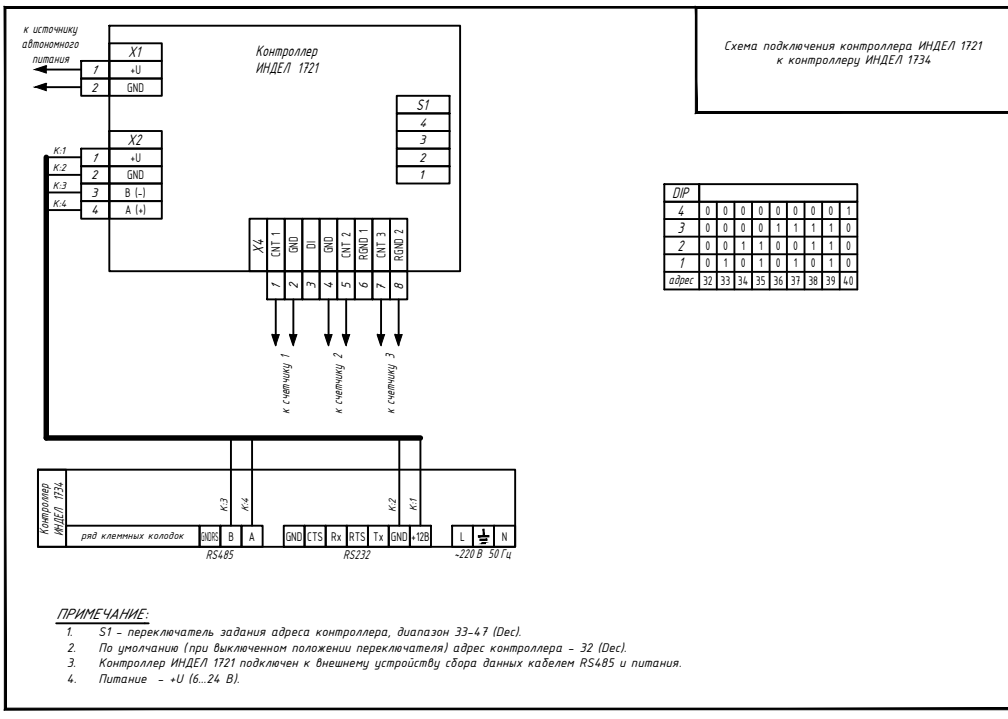 к источнику
автономного
питания
X1
1 +U
2 GND
Контроллер
ИНДЕЛ 1721
S1
4
3
2
1
Схема подключения контроллера ИНДЕЛ 1721
к контроллеру ИНДЕЛ 1734
X2
К:1 1 +U
К:2 2 GND
К:3 3 B (-)
К:4 4 A (+)
DIP
4 0 0 0 0 0 0 0 0 1
3 0 0 0 0 1 1 1 1 0
2 0 0 1 1 0 0 1 1 0
1 0 1 0 1 0 1 0 1 0
адрес 32 33 34 35 36 37 38 39 40
X4 CNT 1 GND DI GND CNT 2 RGND 1 CNT 3 RGND 2
1 2 3 4 5 6 7 8
к счетчику 1
к счетчику 2
к счетчику 3
Контроллер
ИНДЕЛ 1734
К:3 К:4 К:2 К:1
ряд клеммных колодок GNDRS B A GND CTS Rx RTS Tx GND +12В L N
RS485 RS232 ~220 В 50 Гц
ПРИМЕЧАНИЕ:
1. S1 - переключатель задания адреса контроллера, диапазон 33-47 (Dec).
2. По умолчанию (при выключенном положении переключателя) адрес контроллера - 32 (Dec).
3. Контроллер ИНДЕЛ 1721 подключен к внешнему устройству сбора данных кабелем RS485 и питания.
4. Питание - +U (6...24 В).